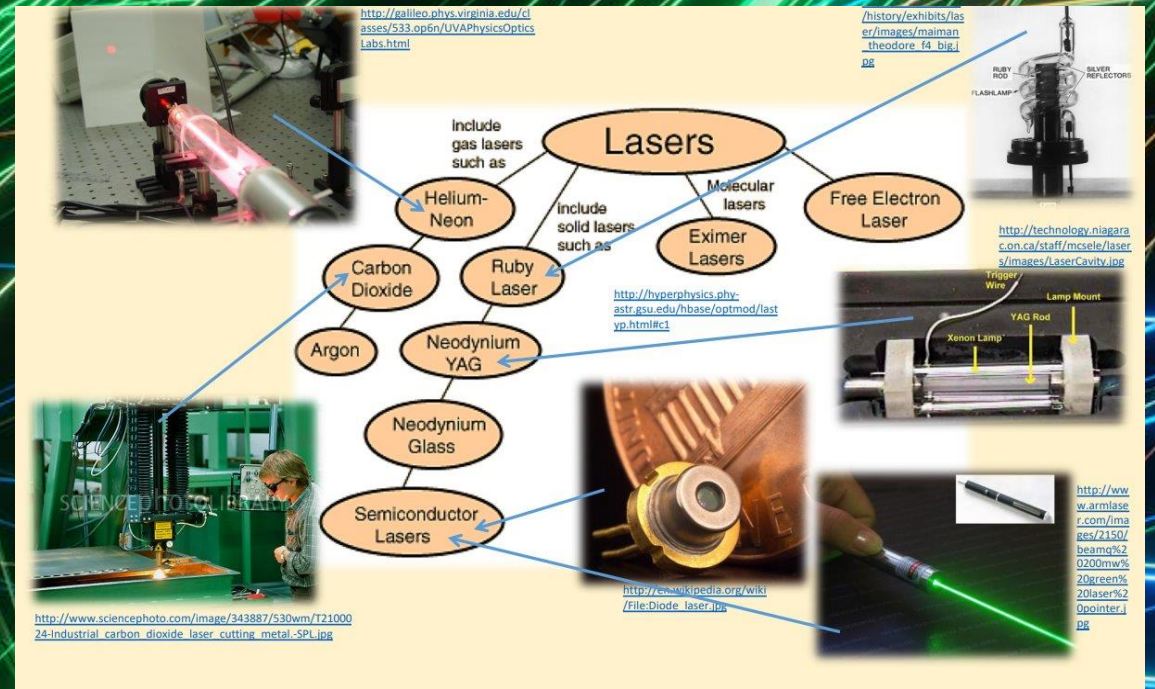 http://galileo.phys.virginia.edu/cl
asses/533.op6n/UVAPhysicsOptics
Labs.html
/history/exhibits/las
er/images/maiman
_theodore_f4_big.j
pg
RUBY
ROD
SILVER
REFLECTORS
FLASHLAMP
include
gas lasers
such as
Lasers
Helium-
Neon
include
solid lasers
such as
Molecular
lasers
Eximer
Lasers
Free Electron
Laser
http://technology.niagara
c.on.ca/staff/mcsele/laser
s/images/LaserCavity.jpg
Carbon
Dioxide
Ruby
Laser
http://hyperphysics.phy-
astr.gsu.edu/hbase/optmod/last
yp.html#c1
Trigger
Wire
Lamp Mount
YAG Rod
Xenon Lamp
Argon
Neodynium
YAG
Neodynium
Glass
SCIENCEPHOTOLIBRARY
Semiconductor
Lasers
http://en.wikipedia.org/wiki
/File:Diode_laser.jpg
http://ww
w.armlase
r.com/ima
ges/2150/
beamq%2
0200mw%
20green%
20laser%2
0pointer.j
pg
http://www.sciencephoto.com/image/343887/530wm/T21000
24-Industrial_carbon_dioxide_laser_cutting_metal.-SPL.jpg